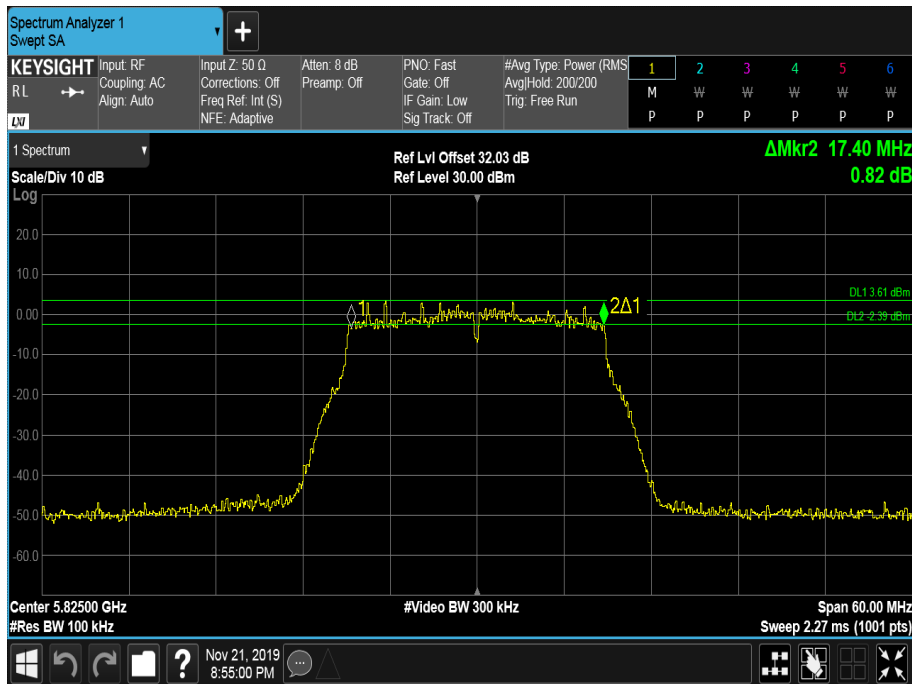 Spectrum Analyzer 1
Swept SA
+
KEYSIGHT
RL
LXI
Input: RF
Coupling: AC
Align: Auto
Input Z: 50 Ω
Corrections: Off
Freq Ref: Int (S)
NFE: Adaptive
Atten: 8 dB
Preamp: Off
PNO: Fast
Gate: Off
IF Gain: Low
Sig Track: Off
#Avg Type: Power (RMS
Avg|Hold: 200/200
Trig: Free Run
1 2 3 4 5 6
M W W W W W
P P P P P P
1 Spectrum
Scale/Div 10 dB
Log
Ref Lvl Offset 32.03 dB
Ref Level 30.00 dBm
ΔMkr2 17.40 MHz
0.82 dB
20.0
10.0
0.00
-10.0
-20.0
-30.0
-40.0
-50.0
-60.0
1
2Δ1
DL1 3.61 dBm
DL2 -2.39 dBm
Center 5.82500 GHz
#Res BW 100 kHz
#Video BW 300 kHz
Span 60.00 MHz
Sweep 2.27 ms (1001 pts)
?
Nov 21, 2019
8:55:00 PM